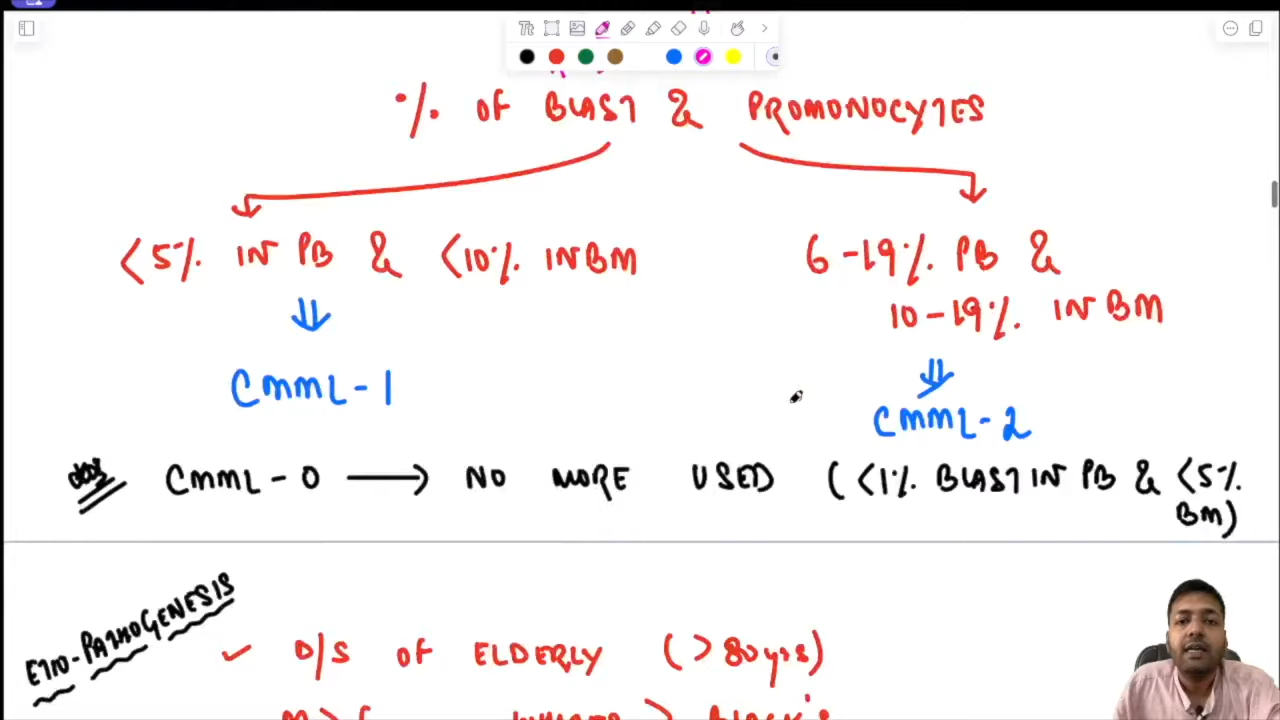 Tt
% OF BLAST & PROMONOCYTES
<5% IN PB & <10% IN BM
6-19% PB &
10-19% IN BM
CMML-1
CMML-2
CMML-0 → NO MORE USED (<1% BLAST IN PB & <5%
BM)
ETIO-PATHOGENESIS
D/S OF ELDERLY (>80yrs)